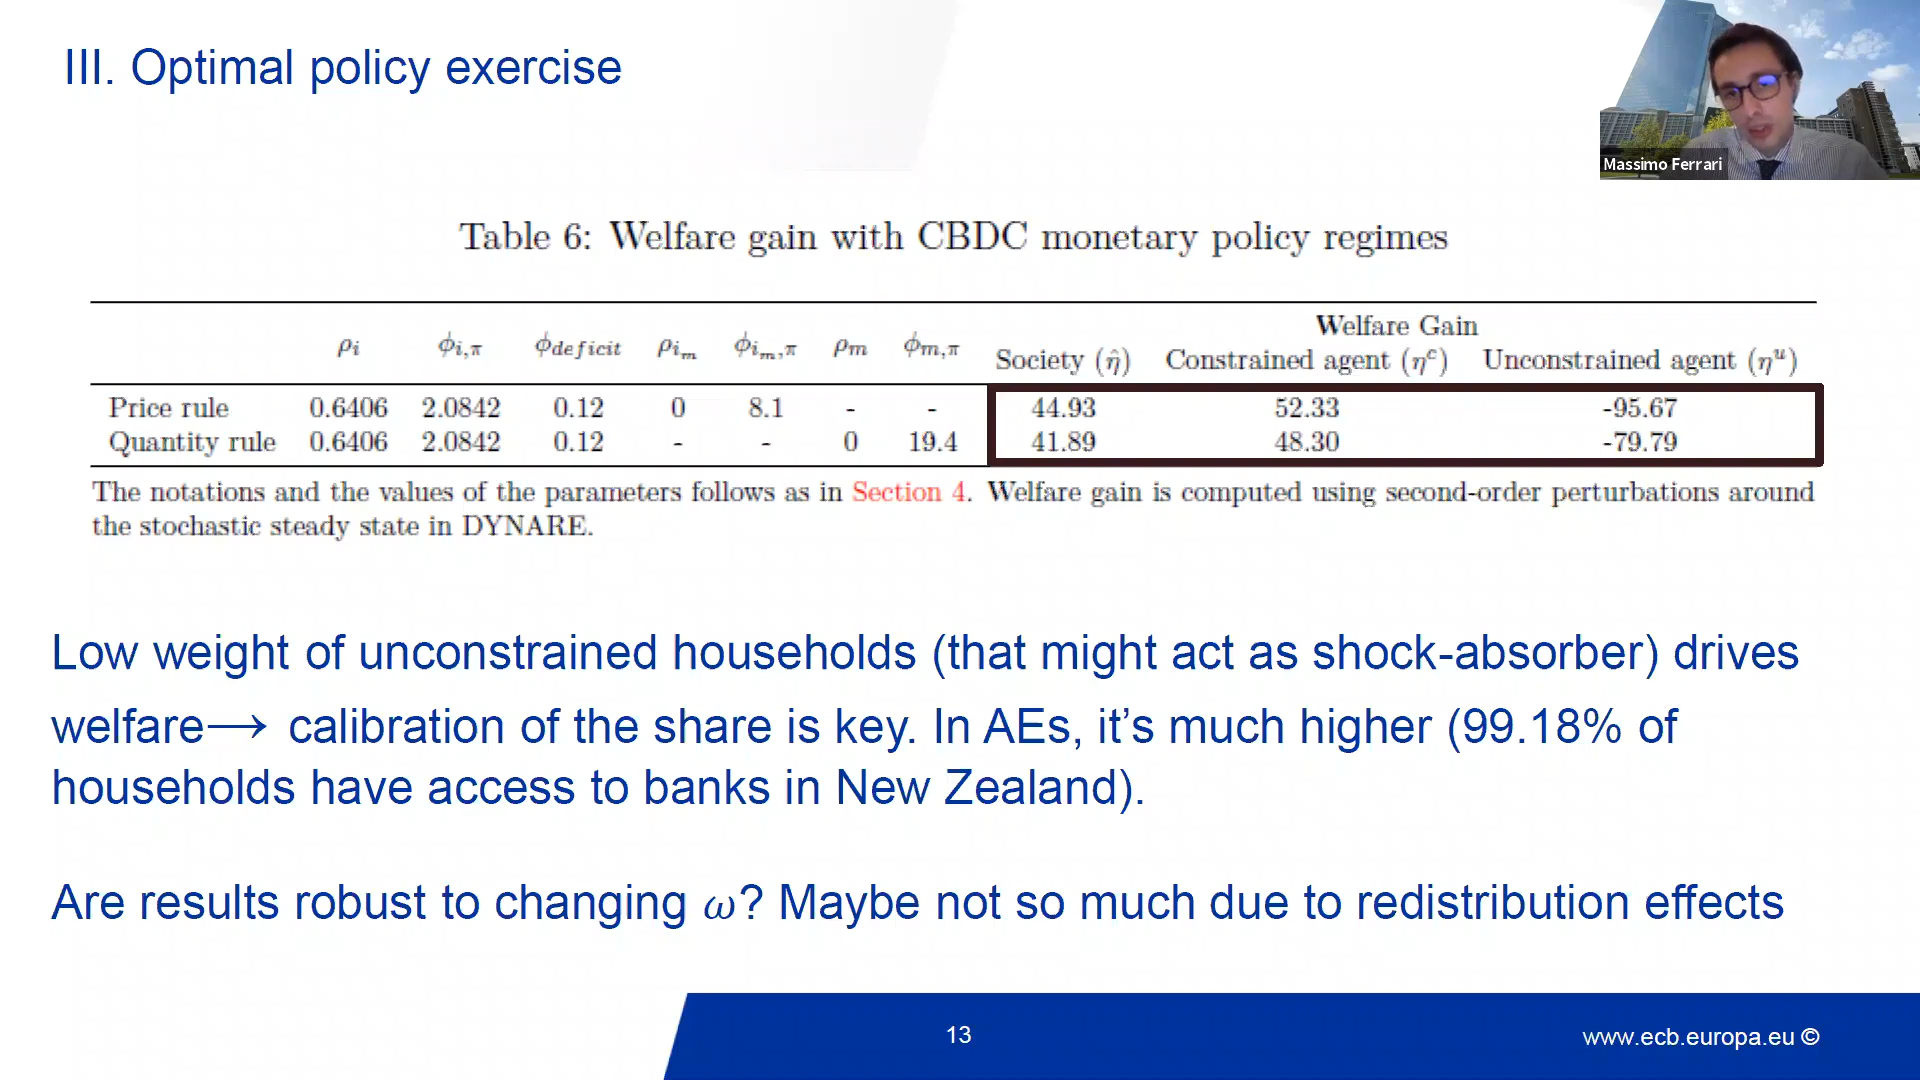 III. Optimal policy exercise
Massimo Ferrari
Table 6: Welfare gain with CBDC monetary policy regimes
Welfare Gain
ρi ϕi,π ϕdeficit ρim ϕim,π ρm ϕm,π Society (η̂) Constrained agent (ηᶜ) Unconstrained agent (ηᵘ)
Price rule 0.6406 2.0842 0.12 0 8.1 - - 44.93 52.33 -95.67
Quantity rule 0.6406 2.0842 0.12 - - 0 19.4 41.89 48.30 -79.79
The notations and the values of the parameters follows as in Section 4. Welfare gain is computed using second-order perturbations around
the stochastic steady state in DYNARE.
Low weight of unconstrained households (that might act as shock-absorber) drives
welfare⟶ calibration of the share is key. In AEs, it’s much higher (99.18% of
households have access to banks in New Zealand).
Are results robust to changing ω? Maybe not so much due to redistribution effects
13
www.ecb.europa.eu ©